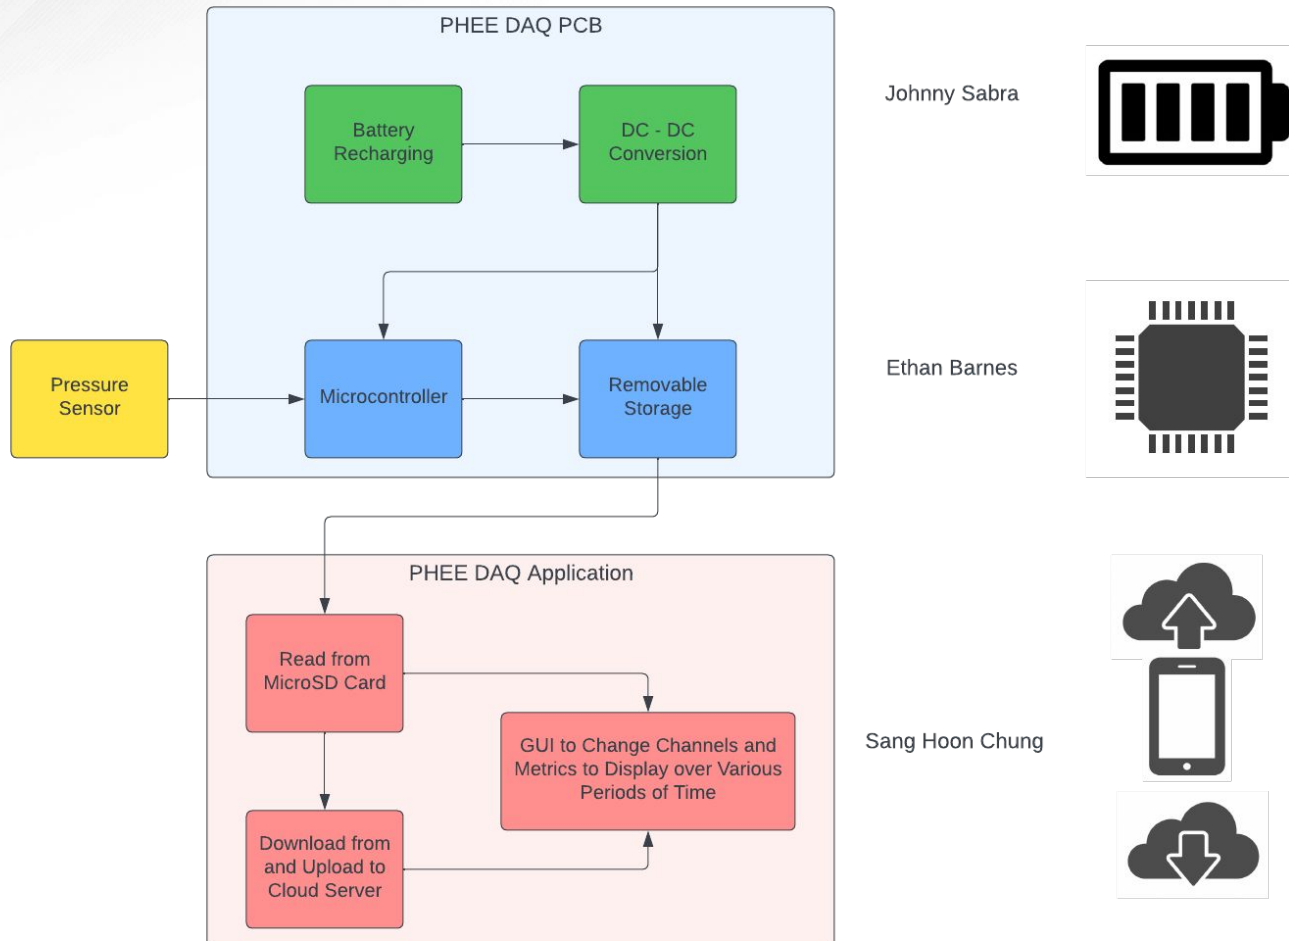 PHEE DAQ PCB
Johnny Sabra
Battery
Recharging
DC - DC
Conversion
Pressure
Sensor
Microcontroller
Removable
Storage
Ethan Barnes
PHEE DAQ Application
Read from
MicroSD Card
GUI to Change Channels and
Metrics to Display over Various
Periods of Time
Sang Hoon Chung
Download from
and Upload to
Cloud Server